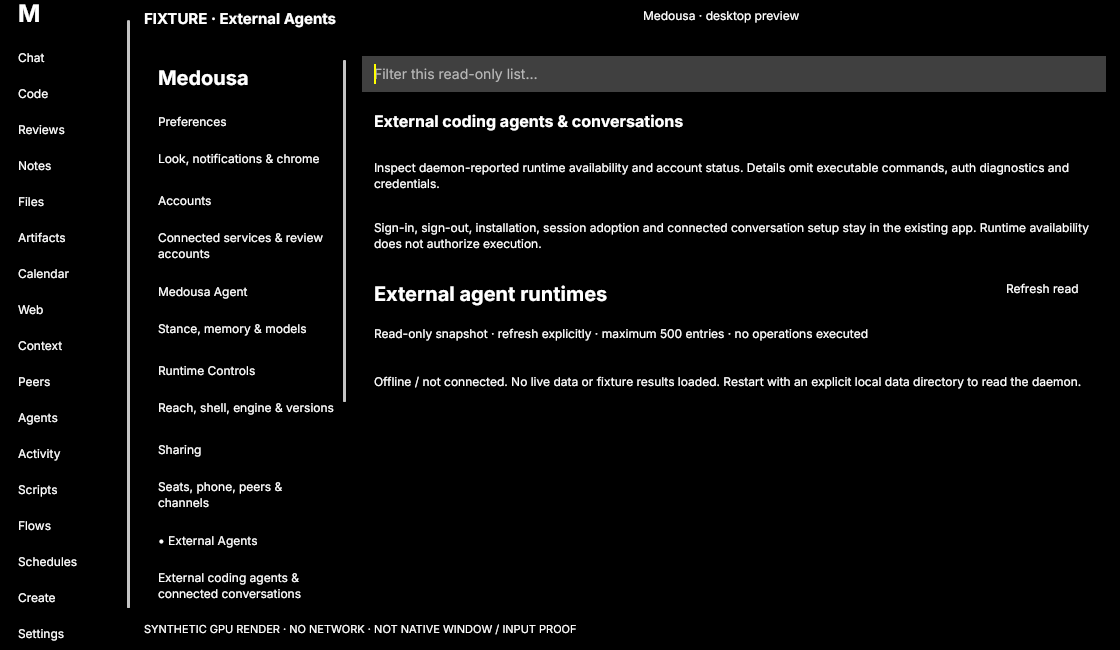 M
Chat
Code
Reviews
Notes
Files
Artifacts
Calendar
Web
Context
Peers
Agents
Activity
Scripts
Flows
Schedules
Create
Settings
FIXTURE · External Agents
Medousa · desktop preview
Medousa
Preferences
Look, notifications & chrome
Accounts
Connected services & review
accounts
Medousa Agent
Stance, memory & models
Runtime Controls
Reach, shell, engine & versions
Sharing
Seats, phone, peers &
channels
• External Agents
External coding agents &
connected conversations
Filter this read-only list...
External coding agents & conversations
Inspect daemon-reported runtime availability and account status. Details omit executable commands, auth diagnostics and
credentials.
Sign-in, sign-out, installation, session adoption and connected conversation setup stay in the existing app. Runtime availability
does not authorize execution.
External agent runtimes
Refresh read
Read-only snapshot · refresh explicitly · maximum 500 entries · no operations executed
Offline / not connected. No live data or fixture results loaded. Restart with an explicit local data directory to read the daemon.
SYNTHETIC GPU RENDER · NO NETWORK · NOT NATIVE WINDOW / INPUT PROOF